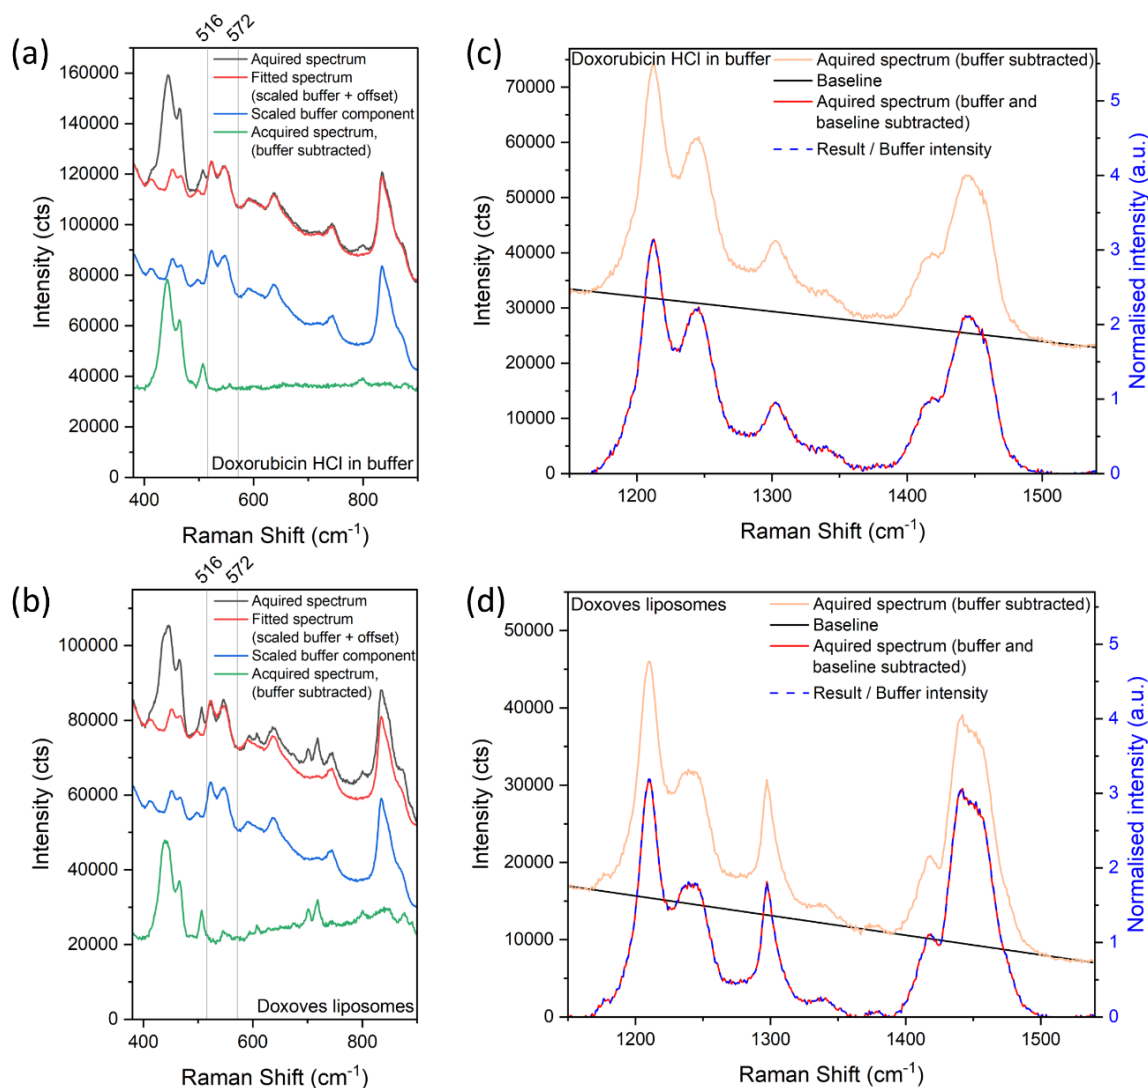 (a)
516
572
Aquired spectrum
Fitted spectrum
(scaled buffer + offset)
Scaled buffer component
Acquired spectrum,
(buffer subtracted)
160000
140000
120000
100000
80000
60000
40000
20000
0
Intensity (cts)
Doxorubicin HCl in buffer
400
600
800
Raman Shift (cm⁻¹)
(c)
Doxorubicin HCl in buffer
Aquired spectrum (buffer subtracted)
Baseline
Aquired spectrum (buffer and
baseline subtracted)
Result / Buffer intensity
70000
60000
50000
40000
30000
20000
10000
0
Intensity (cts)
5
4
3
2
1
0
Normalised intensity (a.u.)
1200
1300
1400
1500
Raman Shift (cm⁻¹)
(b)
516
572
Aquired spectrum
Fitted spectrum
(scaled buffer + offset)
Scaled buffer component
Acquired spectrum,
(buffer subtracted)
100000
80000
60000
40000
20000
0
Intensity (cts)
Doxoves liposomes
400
600
800
Raman Shift (cm⁻¹)
(d)
Doxoves liposomes
Aquired spectrum (buffer subtracted)
Baseline
Aquired spectrum (buffer and
baseline subtracted)
Result / Buffer intensity
50000
40000
30000
20000
10000
0
Intensity (cts)
5
4
3
2
1
0
Normalised intensity (a.u.)
1200
1300
1400
1500
Raman Shift (cm⁻¹)